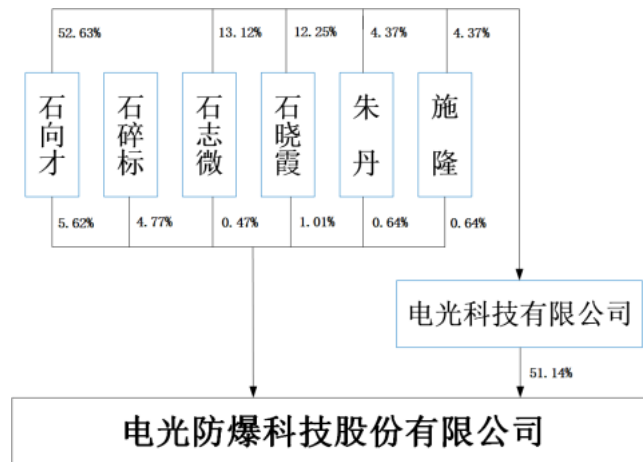 52.63% 13.12% 12.25% 4.37% 4.37%
石向才
石碎标
石志微
石晓霞
朱丹
施隆
5.62% 4.77% 0.47% 1.01% 0.64% 0.64%
电光科技有限公司
51.14%
电光防爆科技股份有限公司